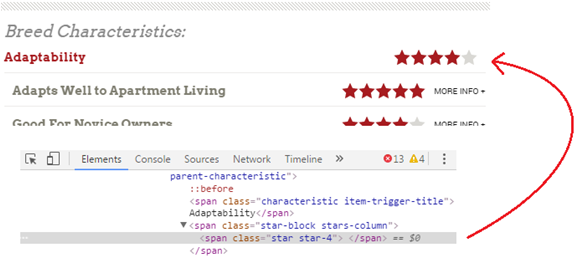 Breed Characteristics:
Adaptability
Adapts Well to Apartment Living MORE INFO
Good For Novice Owners MORE INFO
Elements Console Sources Network Timeline » 13 4
parent-characteristic">
::before
<span class="characteristic item-trigger-title">
Adaptability</span>
<span class="star-block stars-column">
<span class="star star-4"> </span> == $0
</span>